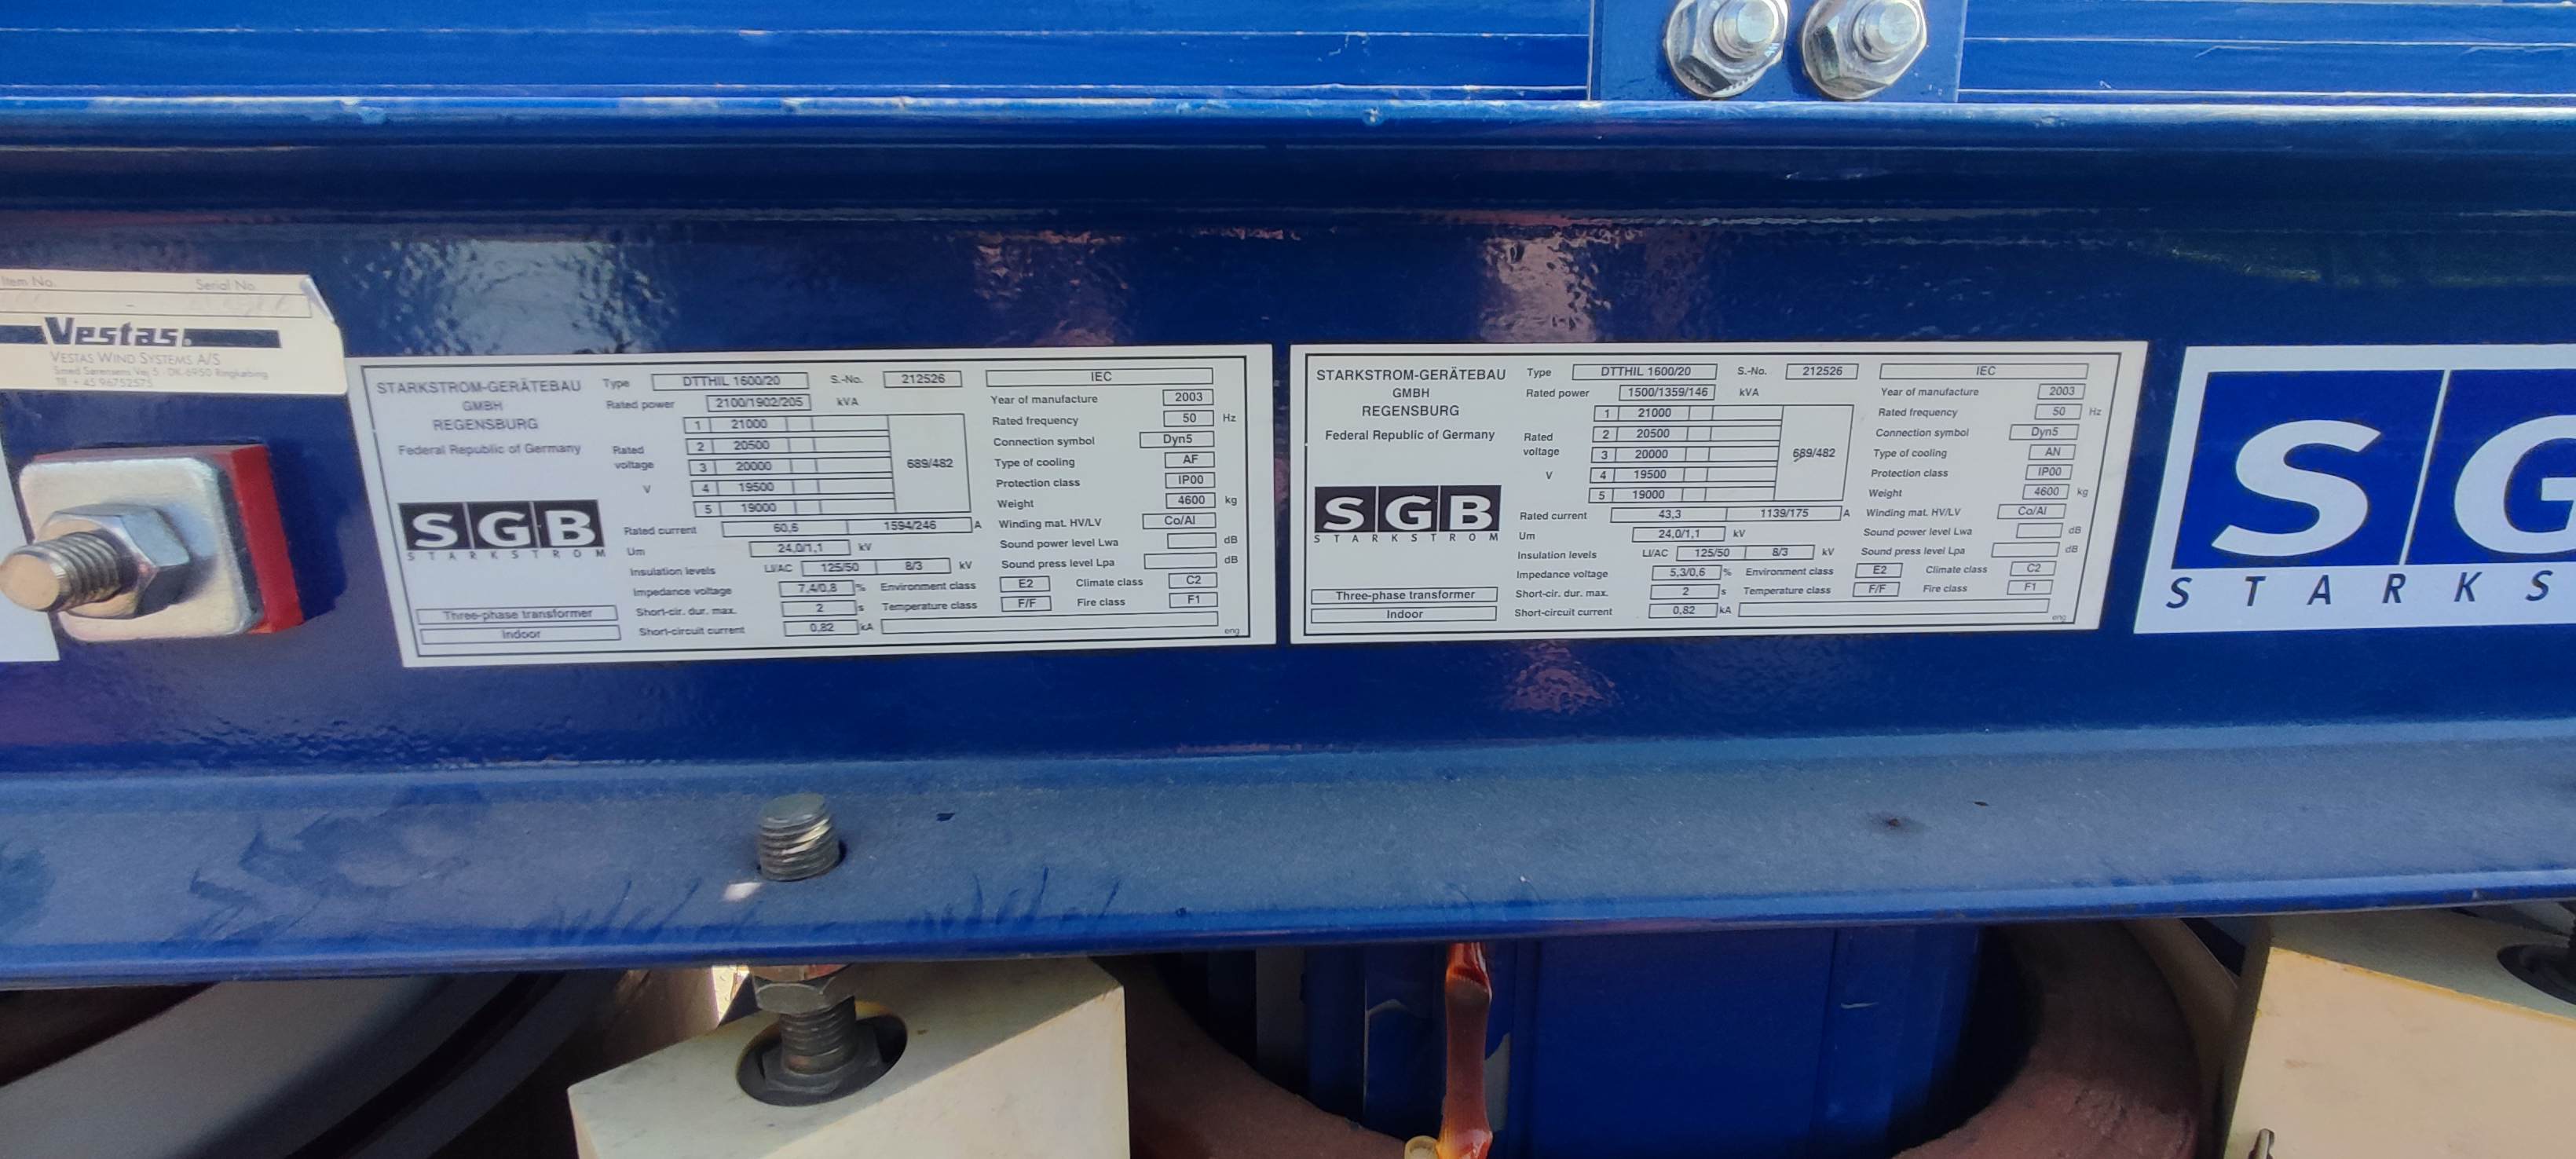 Item No. Serial No.
Vestas
VESTAS WIND SYSTEMS A/S
Smed Sørensens Vej 5 · DK-6950 Ringkøbing
Tlf. + 45 96752575
STARKSTROM-GERÄTEBAU
GMBH
REGENSBURG
Federal Republic of Germany
SGB
STARKSTROM
Three-phase transformer
Indoor
Type DTTHIL 1600/20 S.-No. 212526
Rated power 2100/1902/205 kVA
Rated voltage V
1 21000
2 20500
3 20000
4 19500
5 19000
689/482
Rated current 60,6 1594/246 A
Um 24,0/1,1 kV
Insulation levels LI/AC 125/50 8/3 kV
Impedance voltage 7,4/0,8 %
Short-cir. dur. max. 2 s
Short-circuit current 0,82 kA
IEC
Year of manufacture 2003
Rated frequency 50 Hz
Connection symbol Dyn5
Type of cooling AF
Protection class IP00
Weight 4600 kg
Winding mat. HV/LV Co/Al
Sound power level Lwa dB
Sound press level Lpa dB
Environment class E2 Climate class C2
Temperature class F/F Fire class F1
eng
STARKSTROM-GERÄTEBAU
GMBH
REGENSBURG
Federal Republic of Germany
SGB
STARKSTROM
Three-phase transformer
Indoor
Type DTTHIL 1600/20 S.-No. 212526
Rated power 1500/1359/146 kVA
Rated voltage V
1 21000
2 20500
3 20000
4 19500
5 19000
689/482
Rated current 43,3 1139/175 A
Um 24,0/1,1 kV
Insulation levels LI/AC 125/50 8/3 kV
Impedance voltage 5,3/0,6 %
Short-cir. dur. max. 2 s
Short-circuit current 0,82 kA
IEC
Year of manufacture 2003
Rated frequency 50 Hz
Connection symbol Dyn5
Type of cooling AN
Protection class IP00
Weight 4600 kg
Winding mat. HV/LV Co/Al
Sound power level Lwa dB
Sound press level Lpa dB
Environment class E2 Climate class C2
Temperature class F/F Fire class F1
eng
SG
STARKS